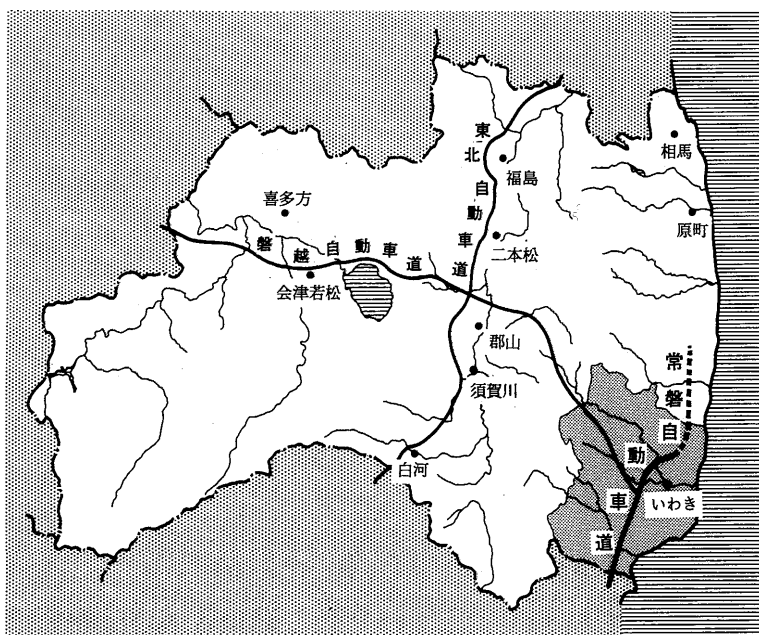 東北自動車道
相馬
福島
喜多方
原町
磐越自動車道
二本松
会津若松
郡山
常磐自動車道
須賀川
白河
いわき